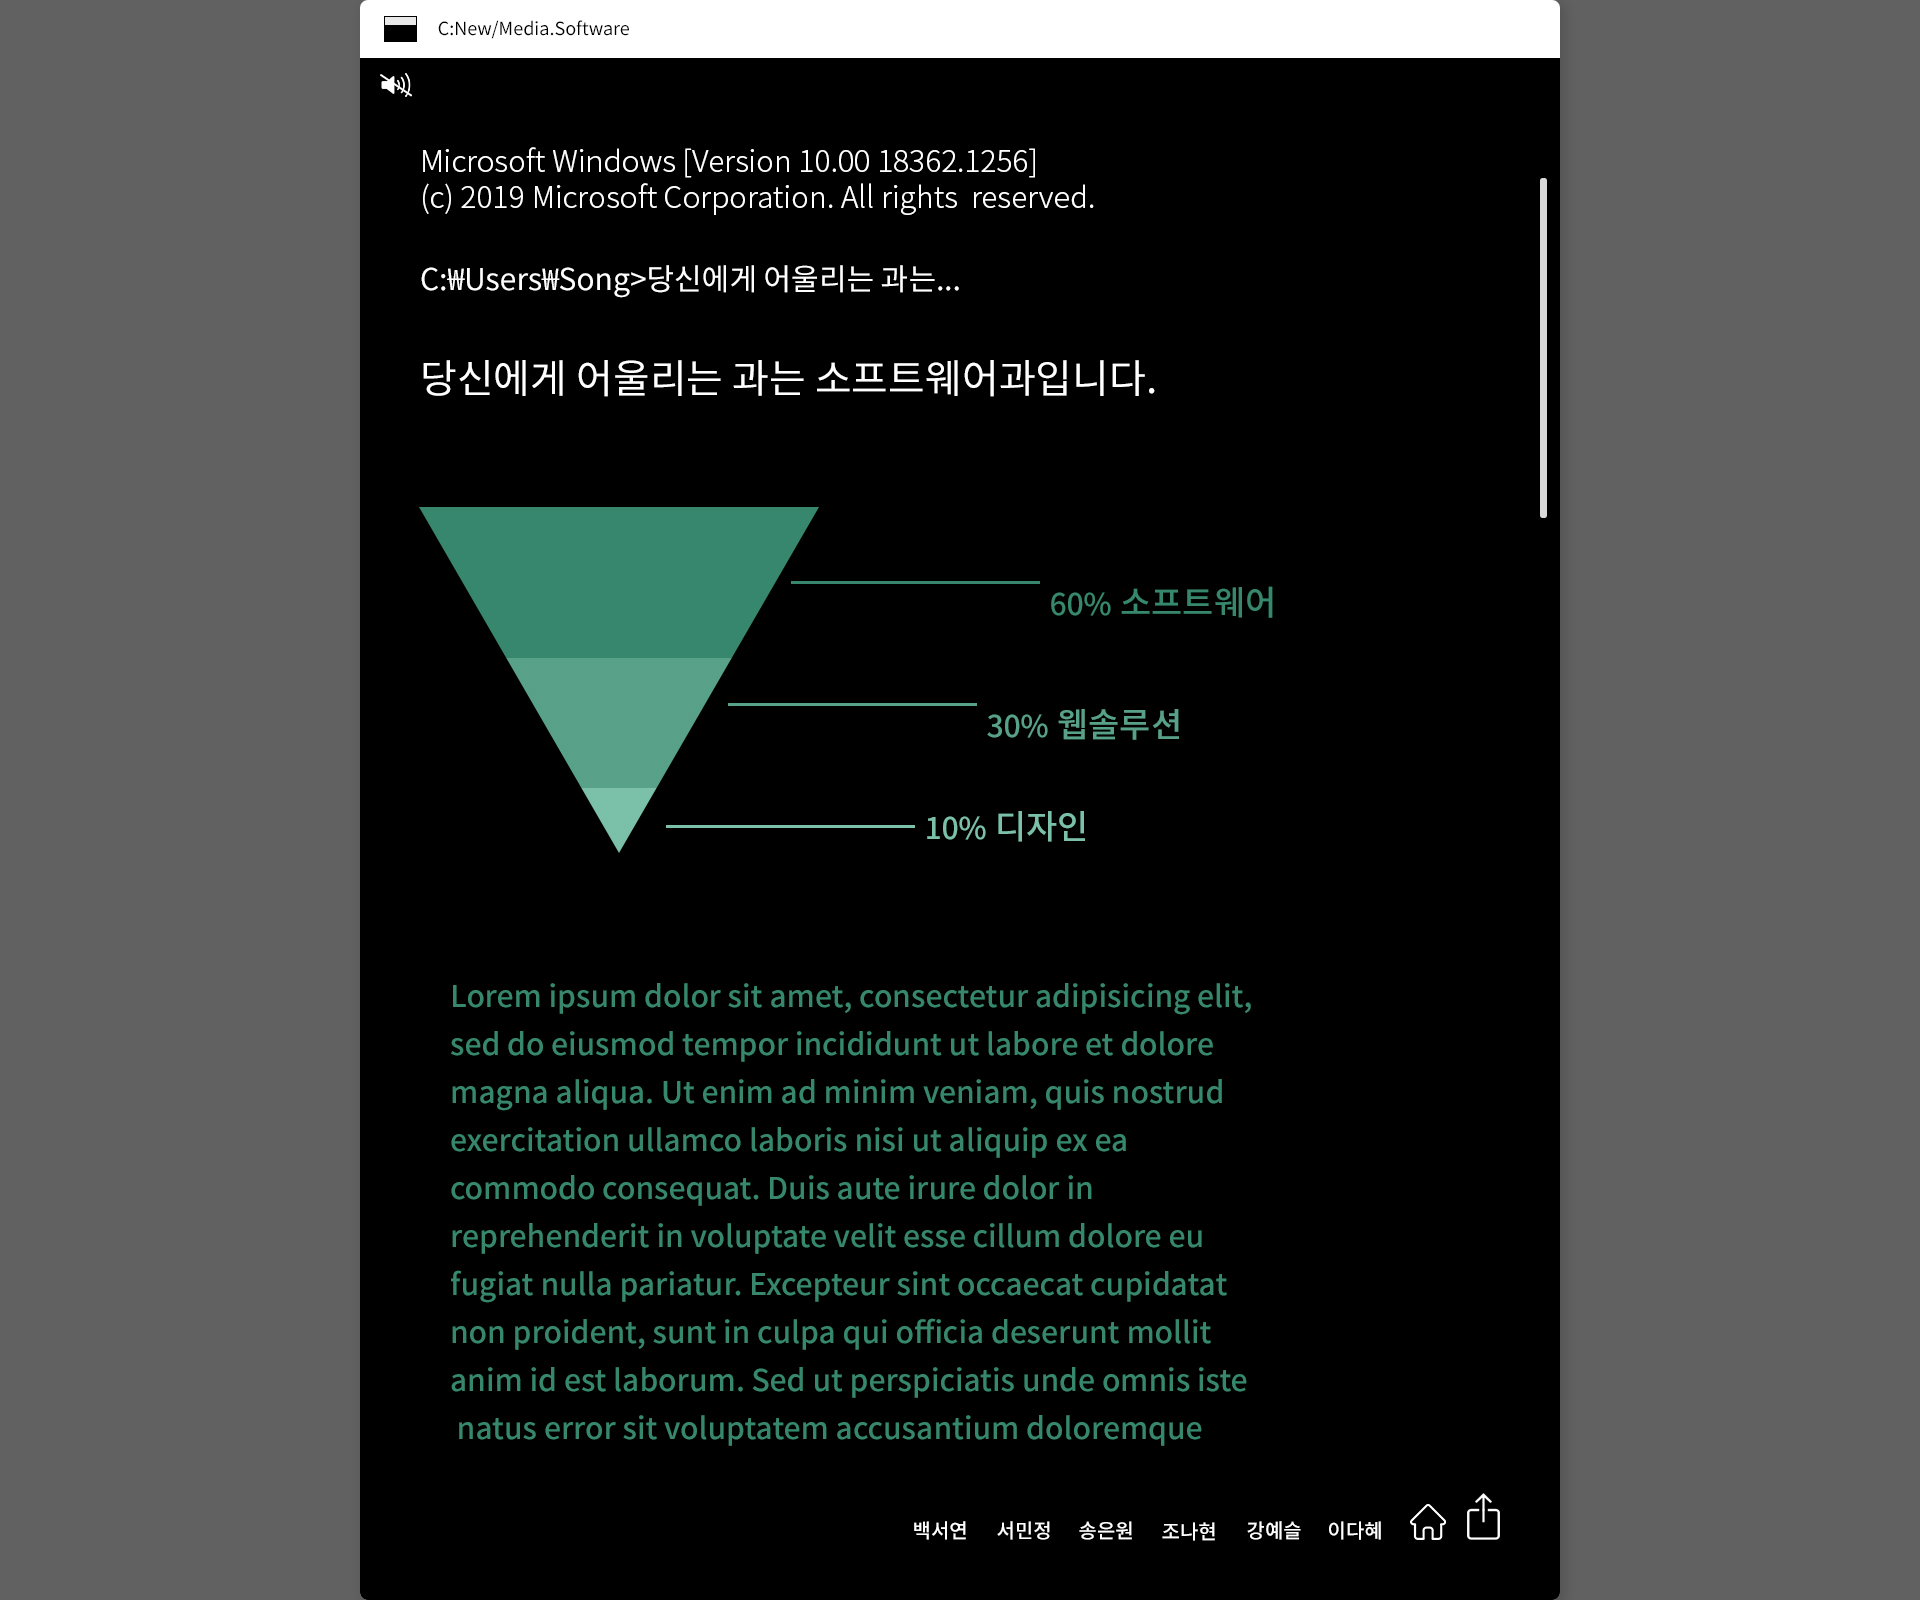 C:New/Media.Software
Microsoft Windows [Version 10.00 18362.1256]
(c) 2019 Microsoft Corporation. All rights  reserved.
C:₩Users₩Song>당신에게 어울리는 과는...
당신에게 어울리는 과는 소프트웨어과입니다.
60% 소프트웨어
30% 웹솔루션
10% 디자인
Lorem ipsum dolor sit amet, consectetur adipisicing elit,
sed do eiusmod tempor incididunt ut labore et dolore
magna aliqua. Ut enim ad minim veniam, quis nostrud
exercitation ullamco laboris nisi ut aliquip ex ea
commodo consequat. Duis aute irure dolor in
reprehenderit in voluptate velit esse cillum dolore eu
fugiat nulla pariatur. Excepteur sint occaecat cupidatat
non proident, sunt in culpa qui officia deserunt mollit
anim id est laborum. Sed ut perspiciatis unde omnis iste
natus error sit voluptatem accusantium doloremque
백서연 서민정 송은원 조나현 강예슬 이다혜